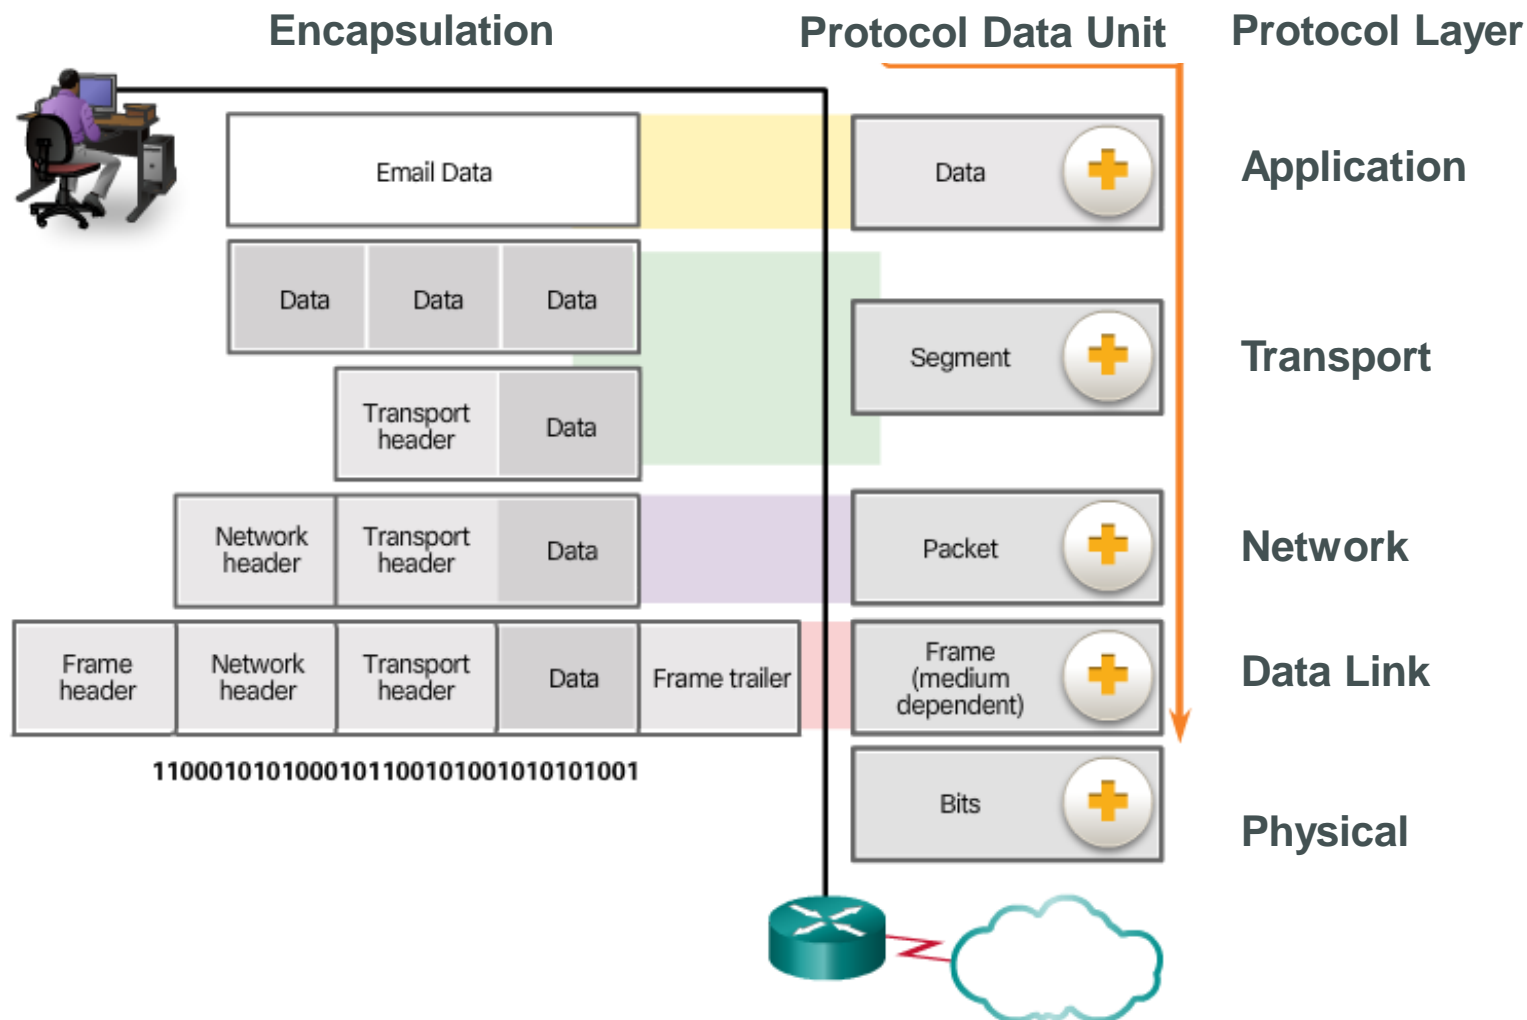 Encapsulation
Protocol Data Unit
Protocol Layer
Email Data
Data
Application
Data Data Data
Segment
Transport
Transport
header
Data
Network
header
Transport
header
Data
Packet
Network
Frame
header
Network
header
Transport
header
Data
Frame trailer
Frame
(medium
dependent)
Data Link
1100010101000101100101001010101001
Bits
Physical